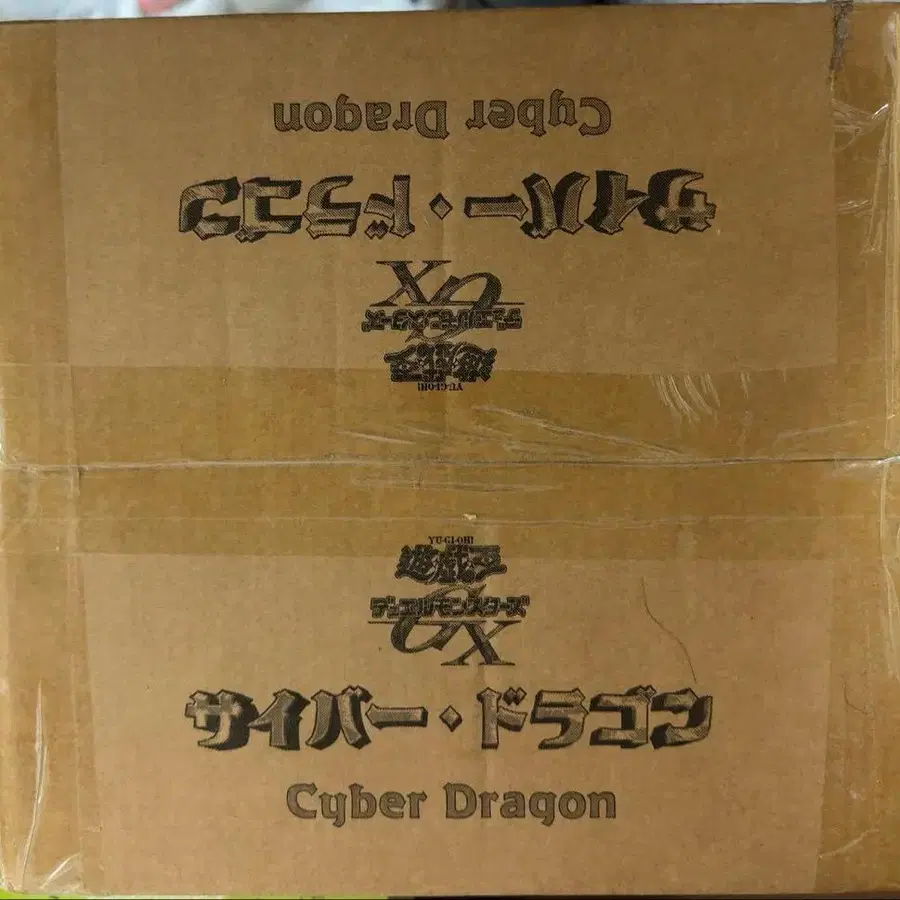 Cyber Dragon
サイバー・ドラゴン
GX
デュエルモンスターズ
遊戯王
YU-GI-OH!
YU-GI-OH!
遊戯王
デュエルモンスターズ
GX
サイバー・ドラゴン
Cyber Dragon